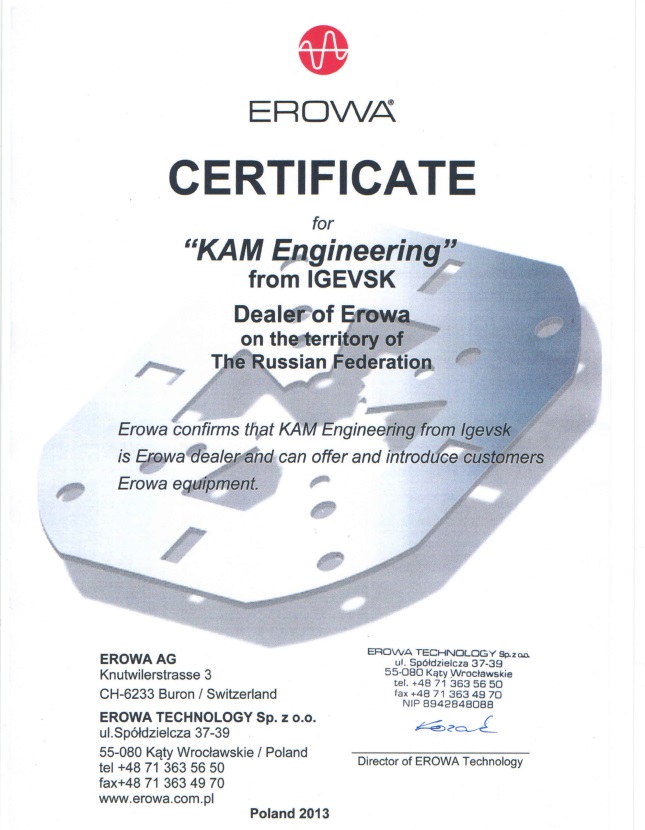 EROWA®
CERTIFICATE
for
“KAM Engineering”
from IGEVSK
Dealer of Erowa
on the territory of
The Russian Federation
Erowa confirms that KAM Engineering from Igevsk
is Erowa dealer and can offer and introduce customers
Erowa equipment.
EROWA AG
Knutwilerstrasse 3
CH-6233 Buron / Switzerland
EROWA TECHNOLOGY Sp. z o.o.
ul.Spółdzielcza 37-39
55-080 Kąty Wrocławskie / Poland
tel +48 71 363 56 50
fax+48 71 363 49 70
www.erowa.com.pl
EROWA TECHNOLOGY Sp.z o.o.
ul. Spółdzielcza 37-39
55-080 Kąty Wrocławskie
tel. +48 71 363 56 50
fax +48 71 363 49 70
NIP 8942848088
Director of EROWA Technology
Poland 2013